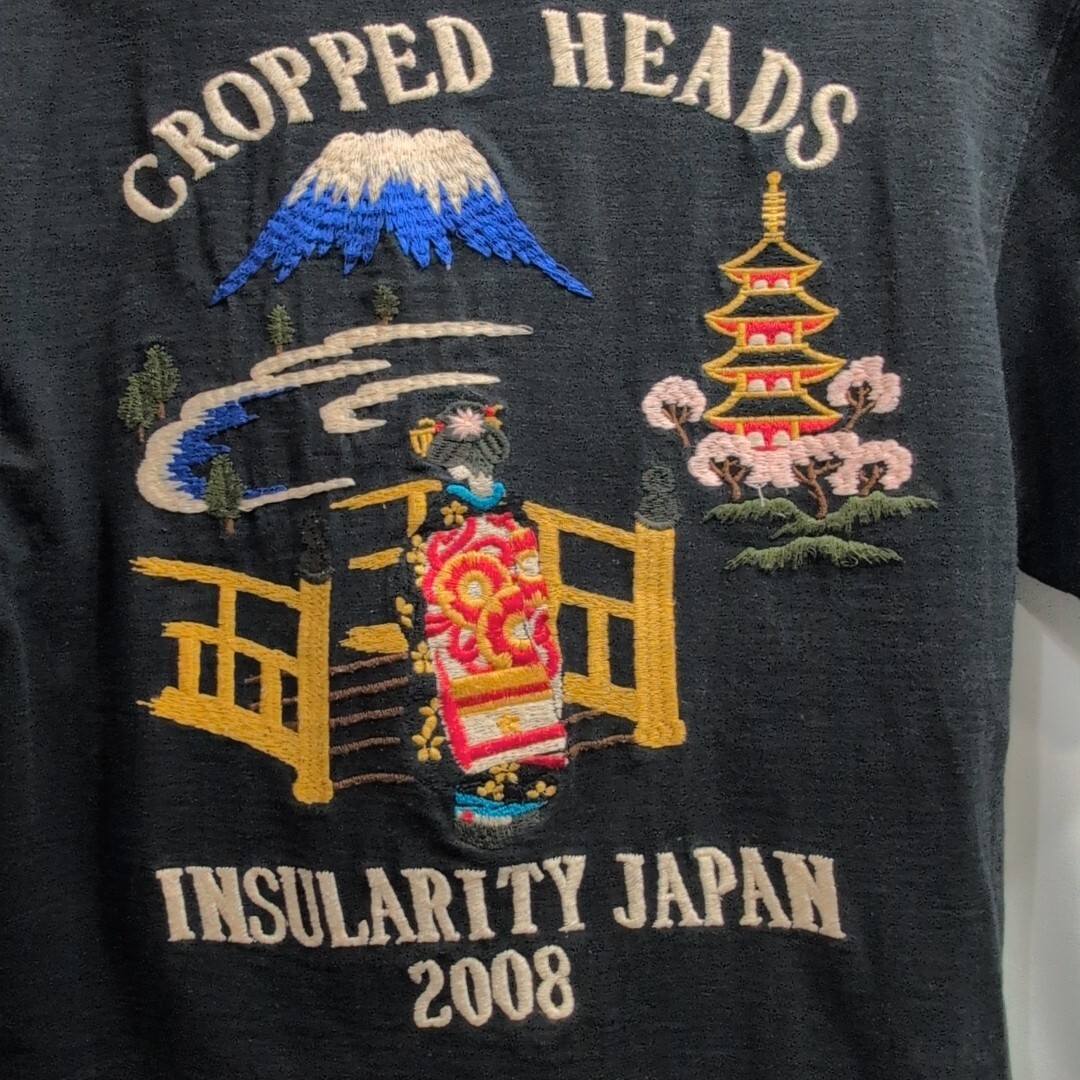 CROPPED HEADS
INSULARITY JAPAN
2008